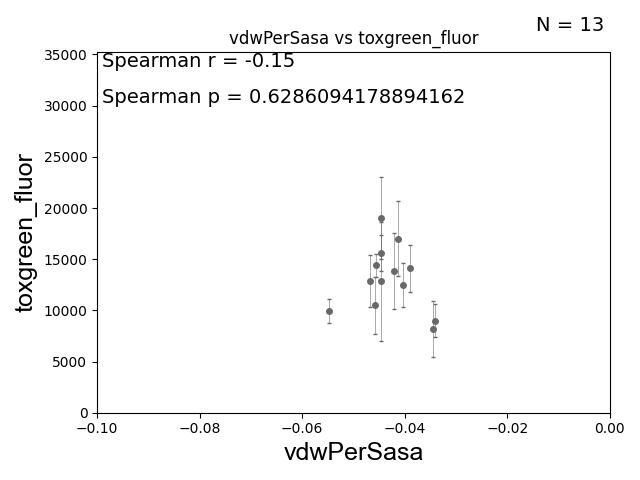 N = 13
vdwPerSasa vs toxgreen_fluor
Spearman r = -0.15
Spearman p = 0.6286094178894162
35000
30000
25000
20000
15000
10000
5000
0
toxgreen_fluor
−0.10 −0.08 −0.06 −0.04 −0.02 0.00
vdwPerSasa